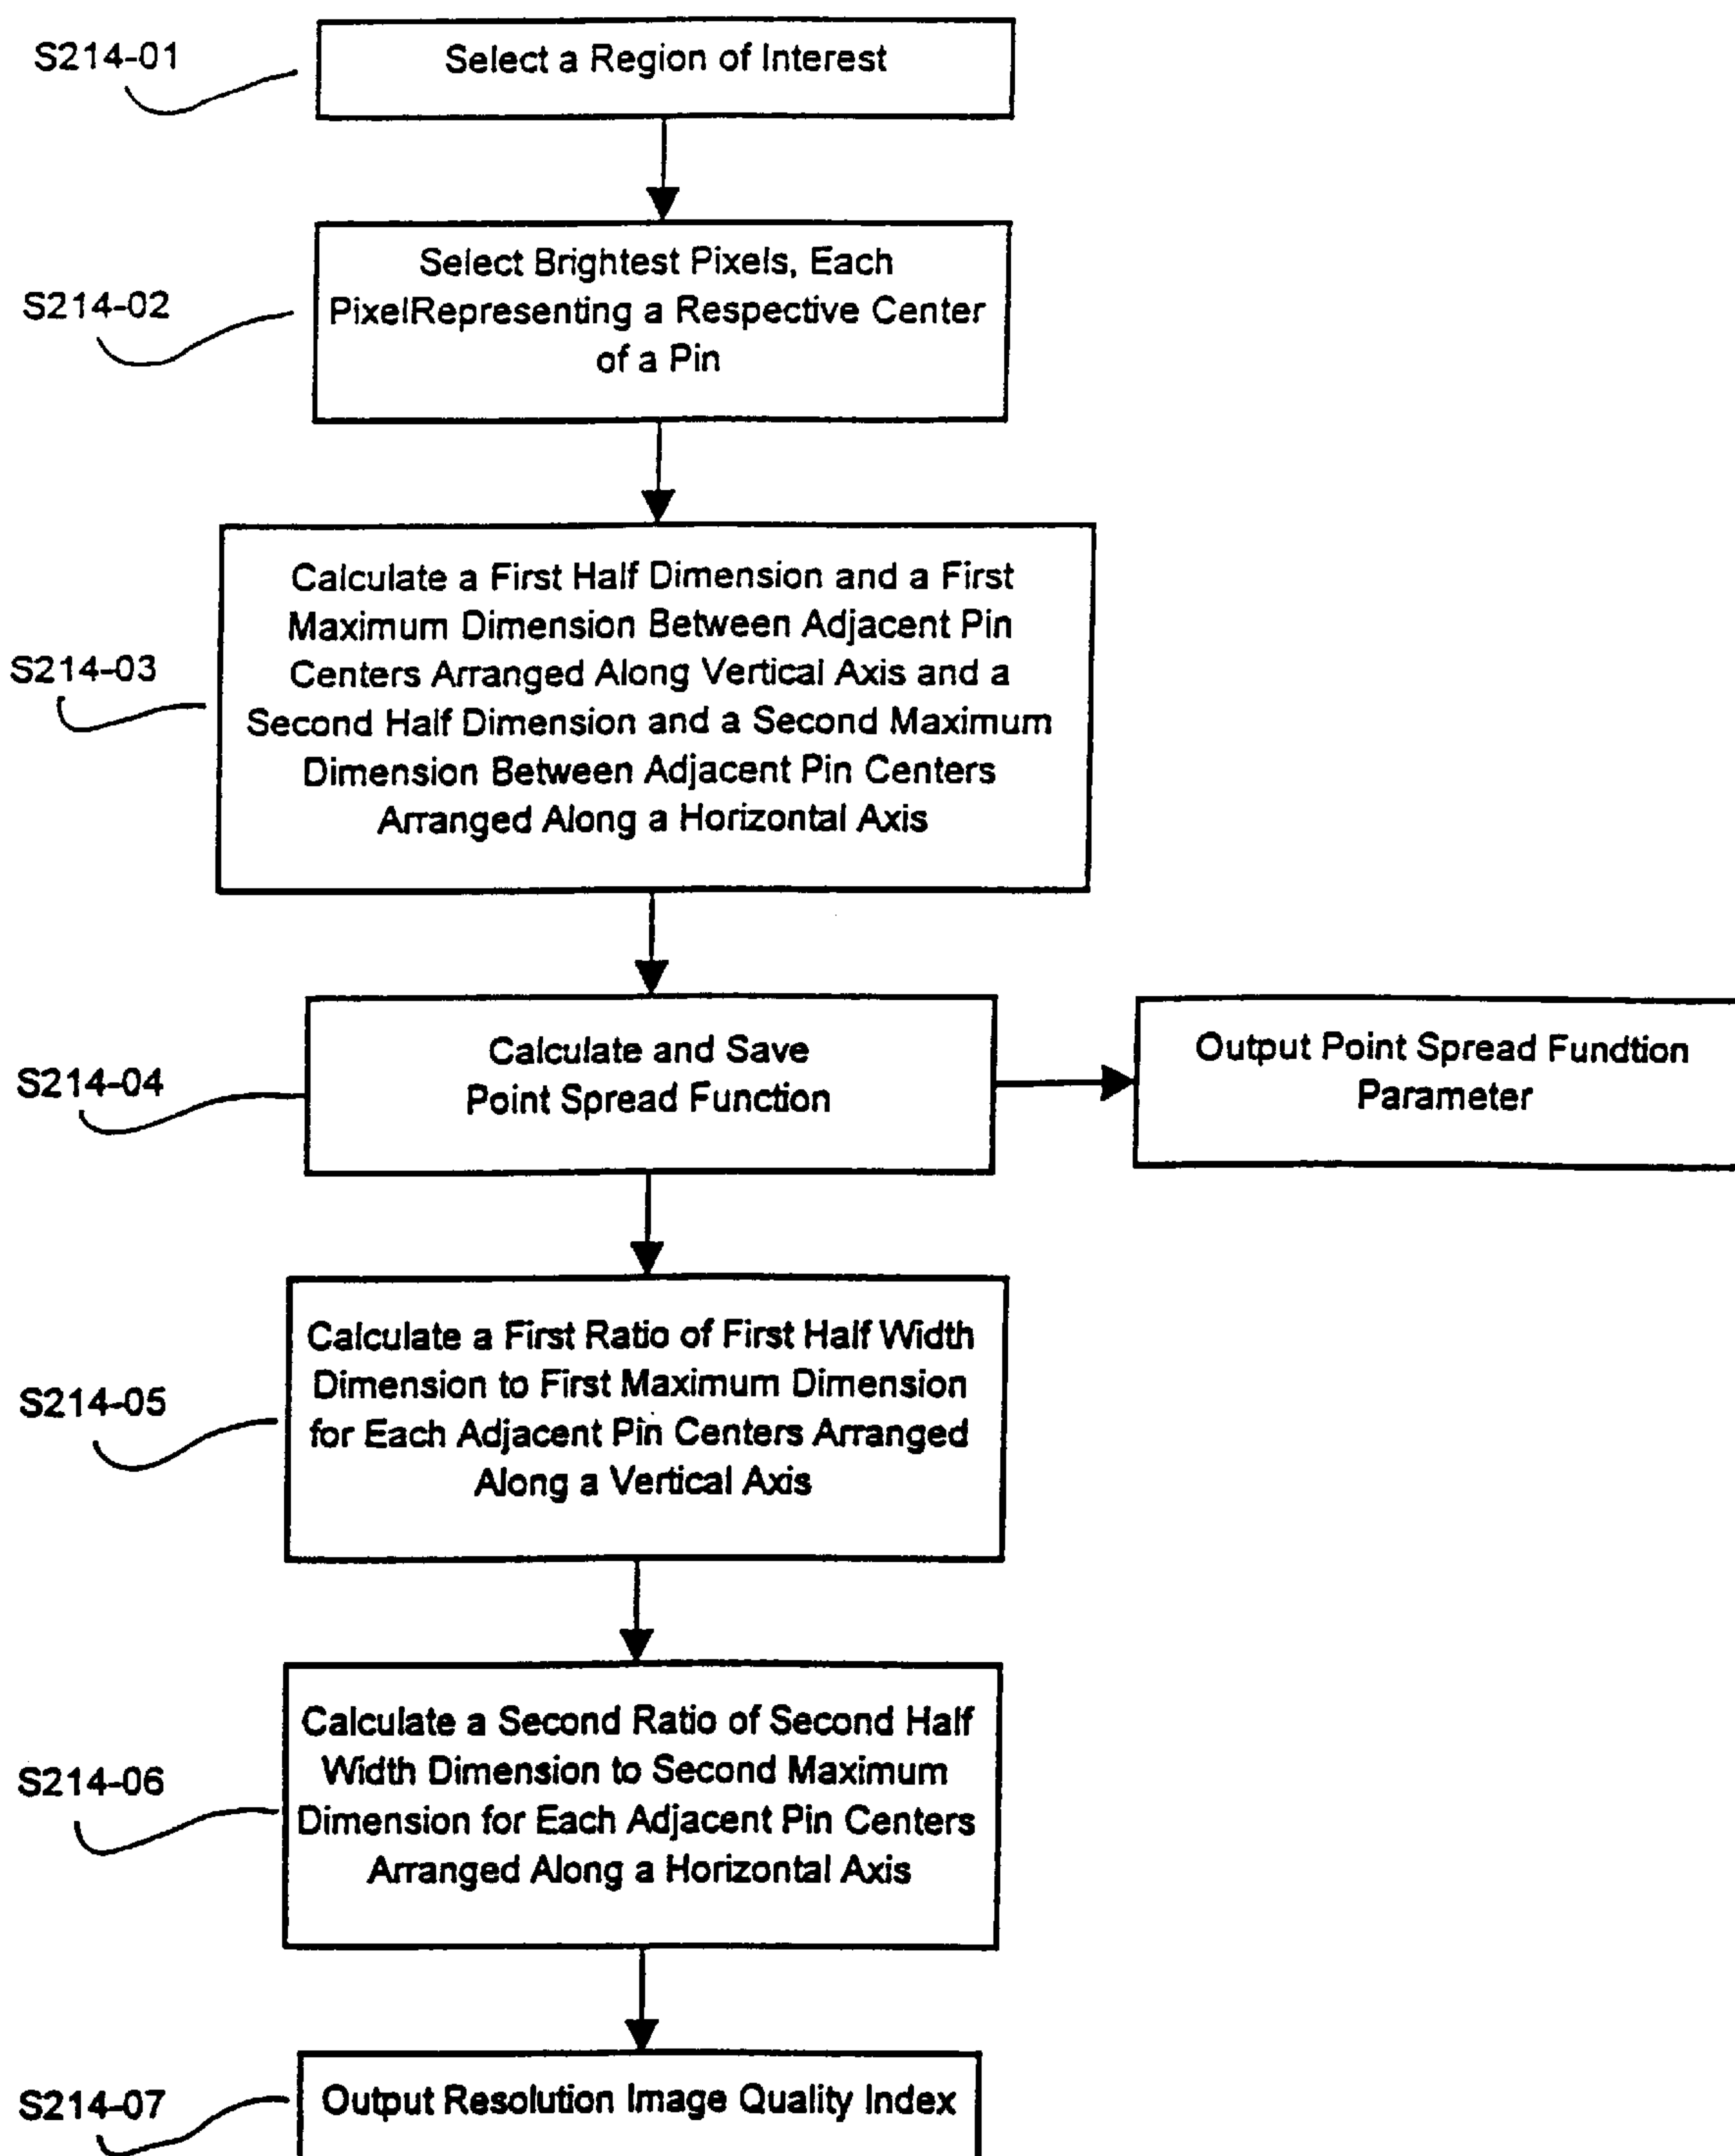 S214-01
Select a Region of Interest
S214-02
Select Brightest Pixels, Each
PixelRepresenting a Respective Center
of a Pin
S214-03
Calculate a First Half Dimension and a First
Maximum Dimension Between Adjacent Pin
Centers Arranged Along Vertical Axis and a
Second Half Dimension and a Second Maximum
Dimension Between Adjacent Pin Centers
Arranged Along a Horizontal Axis
S214-04
Calculate and Save
Point Spread Function
Output Point Spread Fundtion
Parameter
S214-05
Calculate a First Ratio of First Half Width
Dimension to First Maximum Dimension
for Each Adjacent Pin Centers Arranged
Along a Vertical Axis
S214-06
Calculate a Second Ratio of Second Half
Width Dimension to Second Maximum
Dimension for Each Adjacent Pin Centers
Arranged Along a Horizontal Axis
S214-07
Output Resolution Image Quality Index